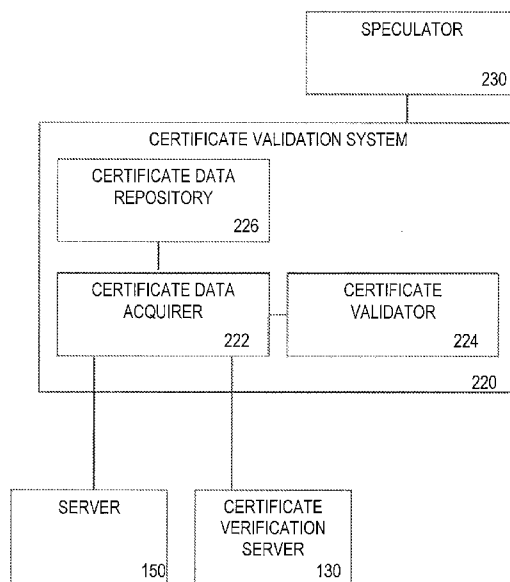 SPECULATOR
230
CERTIFICATE VALIDATION SYSTEM
CERTIFICATE DATA
REPOSITORY
226
CERTIFICATE DATA
ACQUIRER
222
CERTIFICATE
VALIDATOR
224
220
SERVER
150
CERTIFICATE
VERIFICATION
SERVER
130